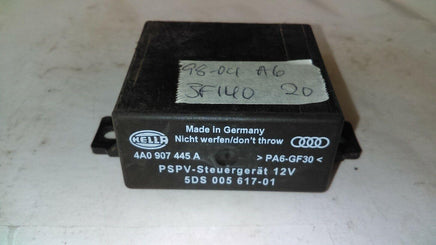 98-04 A6
SF140 20
Made in Germany
HELLA Nicht werfen/don't throw
4A0 907 445 A > PA6-GF30 <
PSPV-Steuergerät 12V
5DS 005 617-01